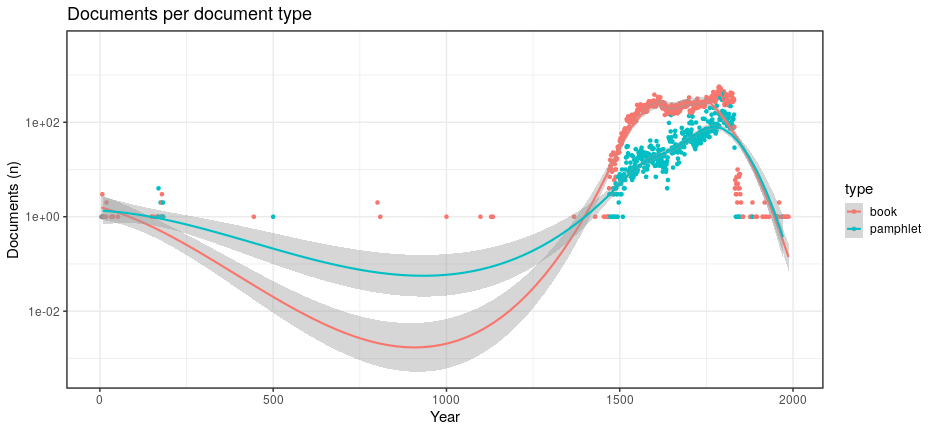 Documents per document type
Documents (n)
1e+02
1e+00
1e-02
0
500
1000
1500
2000
Year
type
book
pamphlet